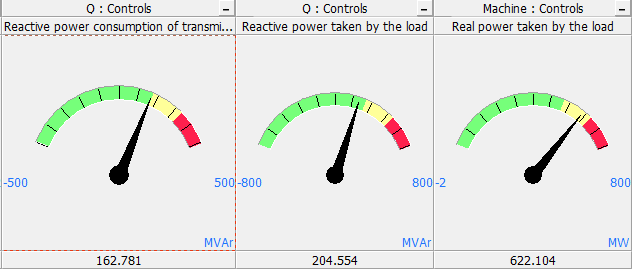 Q : Controls
Reactive power consumption of transmi...
-500
500
MVAr
162.781
Q : Controls
Reactive power taken by the load
-800
800
MVAr
204.554
Machine : Controls
Real power taken by the load
-2
800
MW
622.104